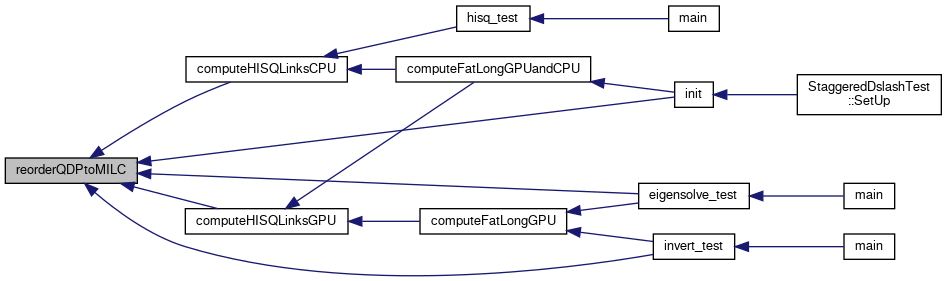 hisq_test
main
computeHISQLinksCPU
computeFatLongGPUandCPU
init
StaggeredDslashTest
::SetUp
reorderQDPtoMILC
eigensolve_test
main
computeHISQLinksGPU
computeFatLongGPU
invert_test
main